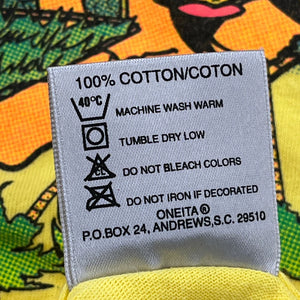 100% COTTON/COTON
40°C MACHINE WASH WARM
TUMBLE DRY LOW
CL DO NOT BLEACH COLORS
DO NOT IRON IF DECORATED
ONEITA®
P.O.BOX 24, ANDREWS,S.C. 29510